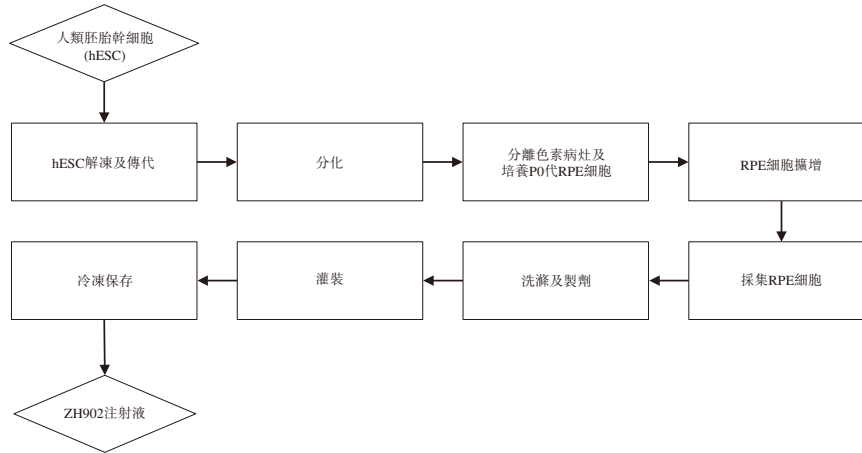 人類胚胎幹細胞
(hESC)
hESC解凍及傳代
分化
分離色素病灶及
培養P0代RPE細胞
RPE細胞擴增
採集RPE細胞
洗滌及製劑
灌裝
冷凍保存
ZH902注射液